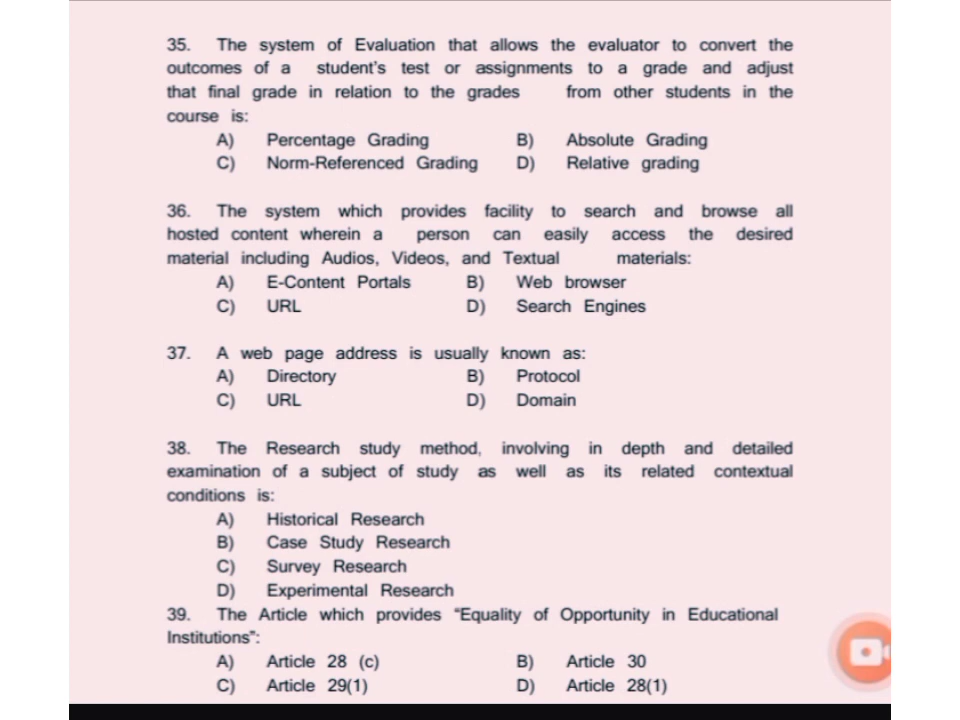 35. The system of Evaluation that allows the evaluator to convert the
outcomes of a student's test or assignments to a grade and adjust
that final grade in relation to the grades from other students in the
course is:
A) Percentage Grading B) Absolute Grading
C) Norm-Referenced Grading D) Relative grading
36. The system which provides facility to search and browse all
hosted content wherein a person can easily access the desired
material including Audios, Videos, and Textual materials:
A) E-Content Portals B) Web browser
C) URL D) Search Engines
37. A web page address is usually known as:
A) Directory B) Protocol
C) URL D) Domain
38. The Research study method, involving in depth and detailed
examination of a subject of study as well as its related contextual
conditions is:
A) Historical Research
B) Case Study Research
C) Survey Research
D) Experimental Research
39. The Article which provides “Equality of Opportunity in Educational
Institutions”:
A) Article 28 (c) B) Article 30
C) Article 29(1) D) Article 28(1)